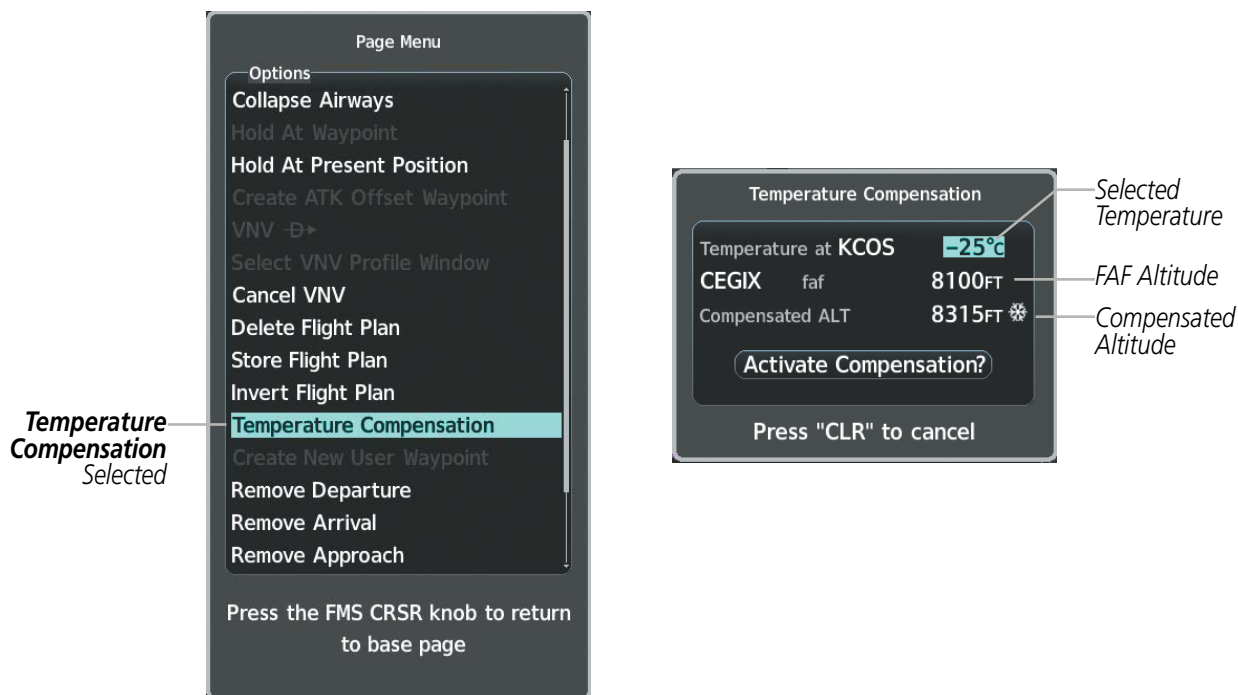 Page Menu
Options
Collapse Airways
Hold At Waypoint
Hold At Present Position
Create ATK Offset Waypoint
VNV -D→
Select VNV Profile Window
Cancel VNV
Delete Flight Plan
Store Flight Plan
Invert Flight Plan
Temperature Compensation
Create New User Waypoint
Remove Departure
Remove Arrival
Remove Approach
Press the FMS CRSR knob to return
to base page
Temperature
Compensation
Selected
Temperature Compensation
Temperature at KCOS -25°C
CEGIX faf 8100FT
Compensated ALT 8315FT
Activate Compensation?
Press "CLR" to cancel
Selected
Temperature
FAF Altitude
Compensated
Altitude